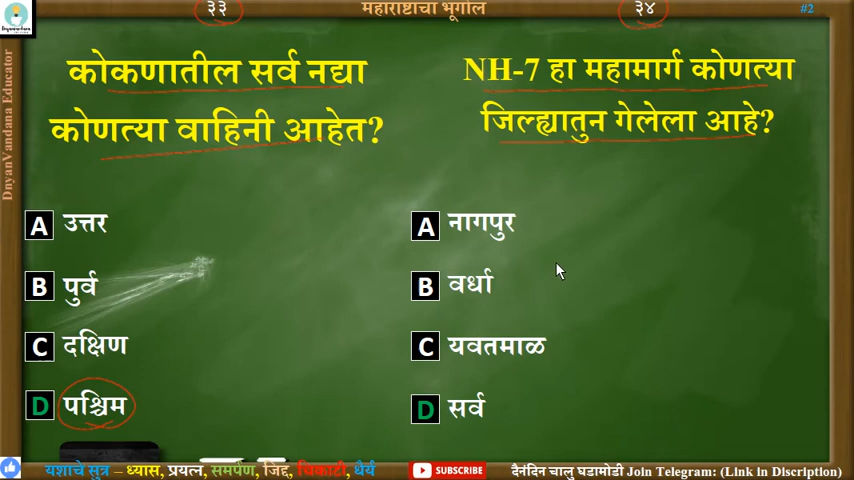 ३३
महाराष्ट्राचा भूगोल
३४
#2
DnyanVandana Educator
कोकणातील सर्व नद्या
कोणत्या वाहिनी आहेत?
A उत्तर
B पुर्व
C दक्षिण
D पश्चिम
NH-7 हा महामार्ग कोणत्या
जिल्ह्यातुन गेलेला आहे?
A नागपुर
B वर्धा
C यवतमाळ
D सर्व
यशाचे सुत्र – ध्यास, प्रयत्न, समर्पण, जिद्द, चिकाटी, धैर्य
SUBSCRIBE
दैनंदिन चालु घडामोडी Join Telegram: (Link in Discription)